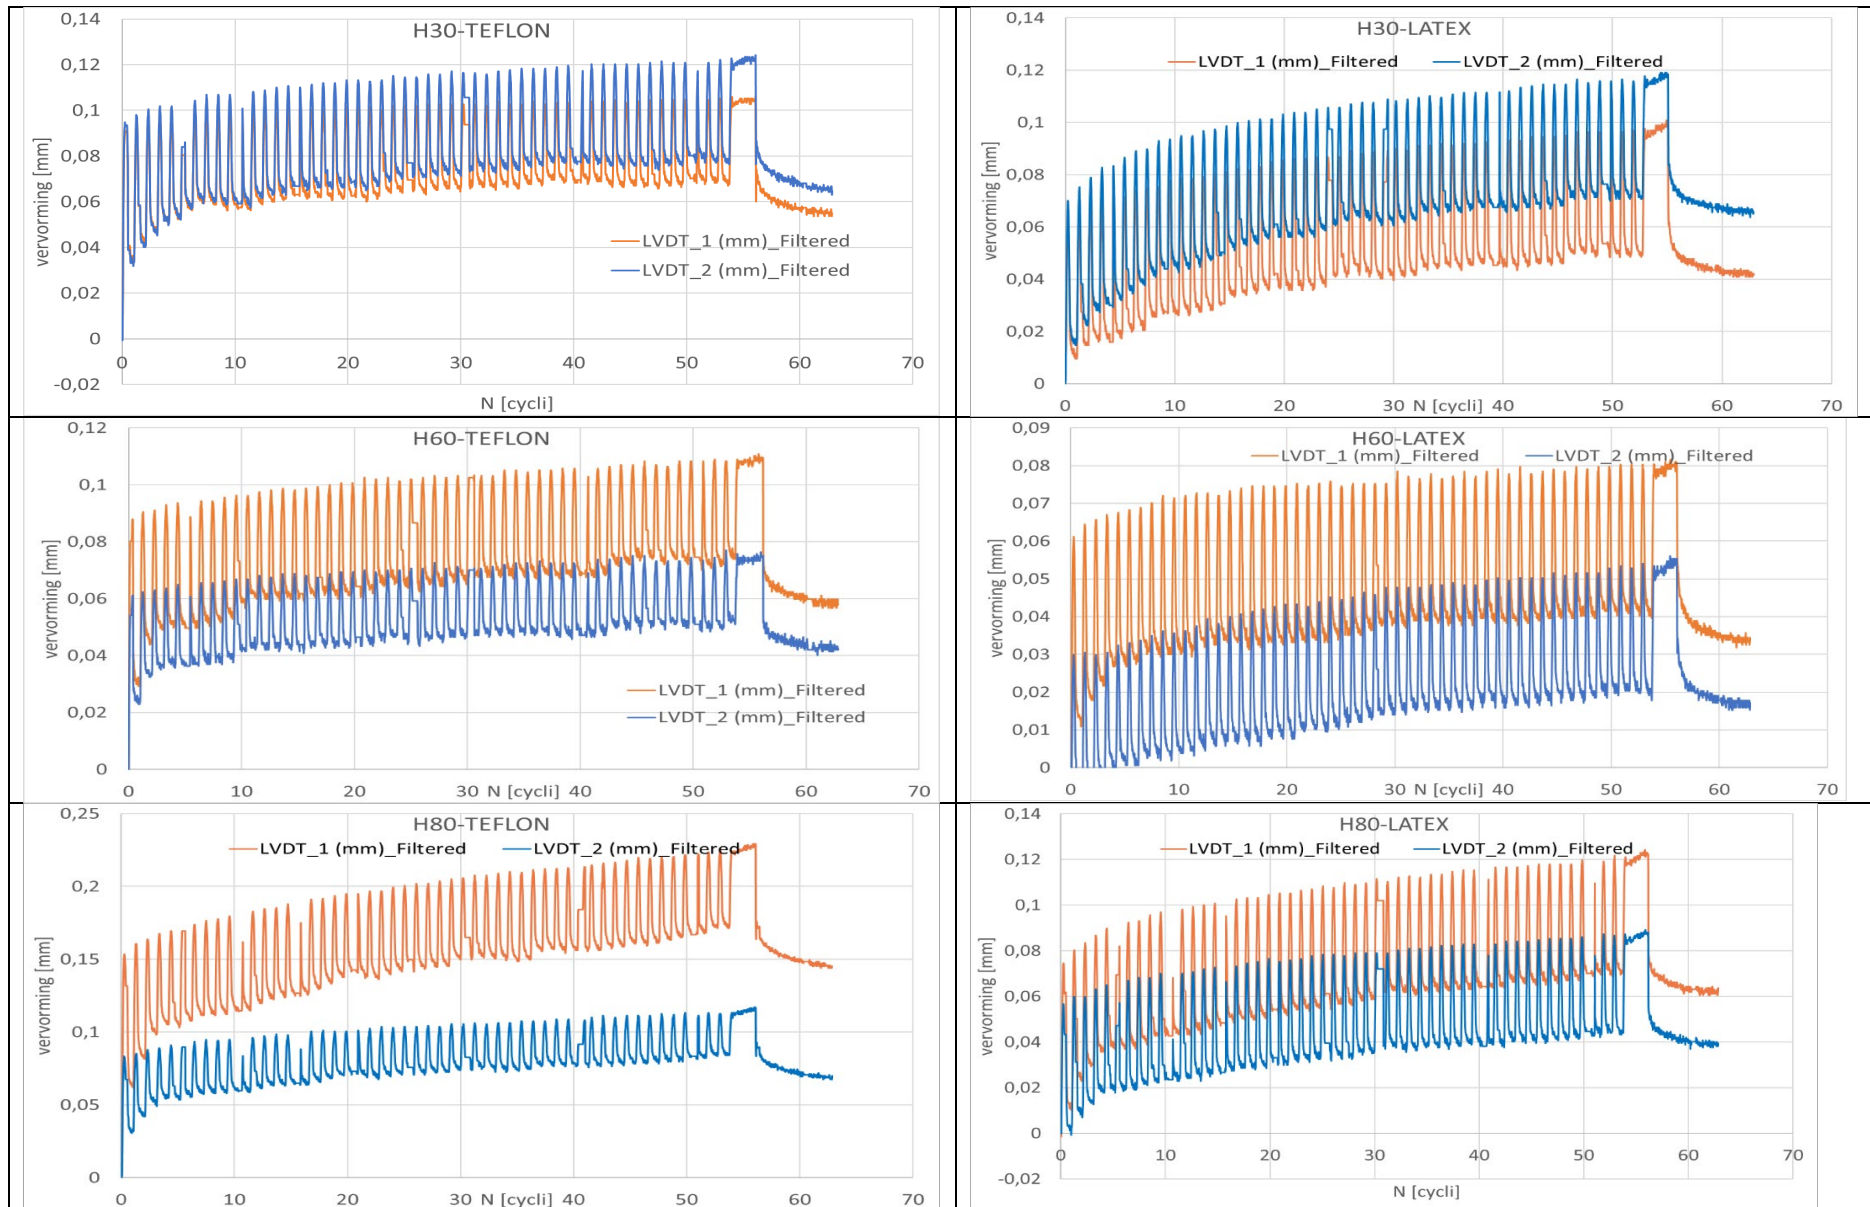 H30-TEFLON
LVDT_1 (mm)_Filtered
LVDT_2 (mm)_Filtered
vervorming [mm]
0,14
0,12
0,1
0,08
0,06
0,04
0,02
0
-0,02
0 10 20 30 40 50 60 70
N [cycli]
H30-LATEX
LVDT_1 (mm)_Filtered LVDT_2 (mm)_Filtered
vervorming [mm]
0,14
0,12
0,1
0,08
0,06
0,04
0,02
0
0 10 20 30 N [cycli] 40 50 60 70
H60-TEFLON
vervorming [mm]
0,12
0,1
0,08
0,06
0,04
0,02
0
LVDT_1 (mm)_Filtered
LVDT_2 (mm)_Filtered
0 10 20 30 N [cycli] 40 50 60 70
H60-LATEX
LVDT_1 (mm)_Filtered LVDT_2 (mm)_Filtered
vervorming [mm]
0,09
0,08
0,07
0,06
0,05
0,04
0,03
0,02
0,01
0
0 10 20 30 N [cycli] 40 50 60 70
H80-TEFLON
LVDT_1 (mm)_Filtered LVDT_2 (mm)_Filtered
vervorming [mm]
0,25
0,2
0,15
0,1
0,05
0
0 10 20 30 N [cycli] 40 50 60 70
H80-LATEX
LVDT_1 (mm)_Filtered LVDT_2 (mm)_Filtered
vervorming [mm]
0,14
0,12
0,1
0,08
0,06
0,04
0,02
0
-0,02
0 10 20 30 40 50 60 70
N [cycli]